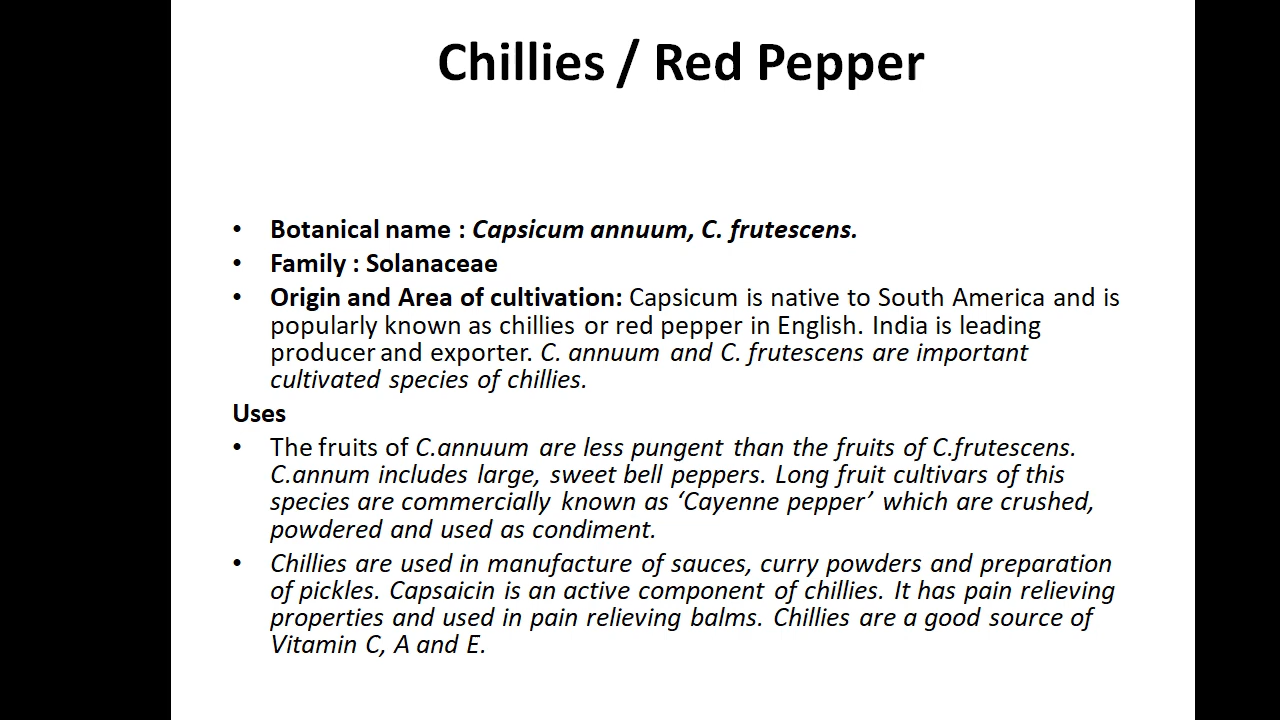 Chillies / Red Pepper
• Botanical name : Capsicum annuum, C. frutescens.
• Family : Solanaceae
• Origin and Area of cultivation: Capsicum is native to South America and is
popularly known as chillies or red pepper in English. India is leading
producer and exporter. C. annuum and C. frutescens are important
cultivated species of chillies.
Uses
• The fruits of C.annuum are less pungent than the fruits of C.frutescens.
C.annum includes large, sweet bell peppers. Long fruit cultivars of this
species are commercially known as ‘Cayenne pepper’ which are crushed,
powdered and used as condiment.
• Chillies are used in manufacture of sauces, curry powders and preparation
of pickles. Capsaicin is an active component of chillies. It has pain relieving
properties and used in pain relieving balms. Chillies are a good source of
Vitamin C, A and E.